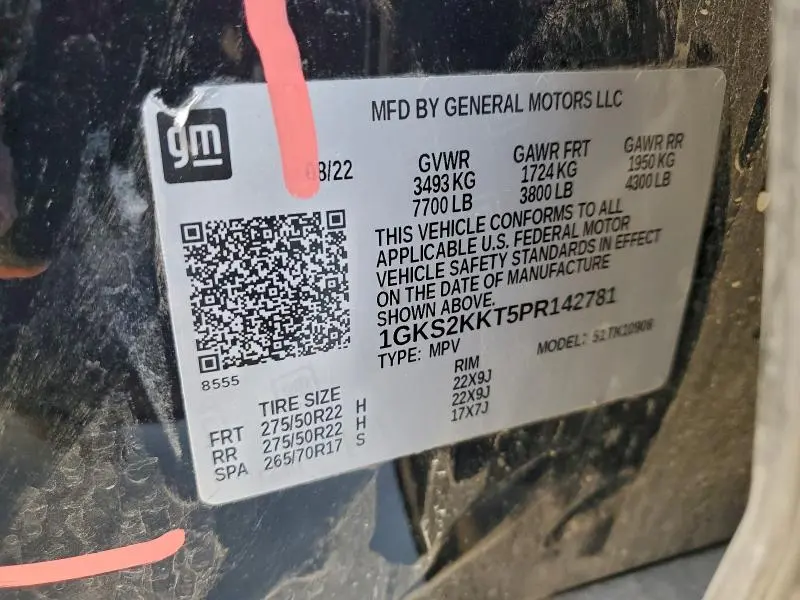 MFD BY GENERAL MOTORS LLC
gm
08/22
GVWR
3493 KG
7700 LB
GAWR FRT
1724 KG
3800 LB
GAWR RR
1950 KG
4300 LB
THIS VEHICLE CONFORMS TO ALL
APPLICABLE U.S. FEDERAL MOTOR
VEHICLE SAFETY STANDARDS IN EFFECT
ON THE DATE OF MANUFACTURE
SHOWN ABOVE.
1GKS2KKT5PR142781
TYPE: MPV
MODEL:
8555
TIRE SIZE
RIM
FRT 275/50R22 H 22X9J
RR 275/50R22 H 22X9J
SPA 265/70R17 S 17X7J